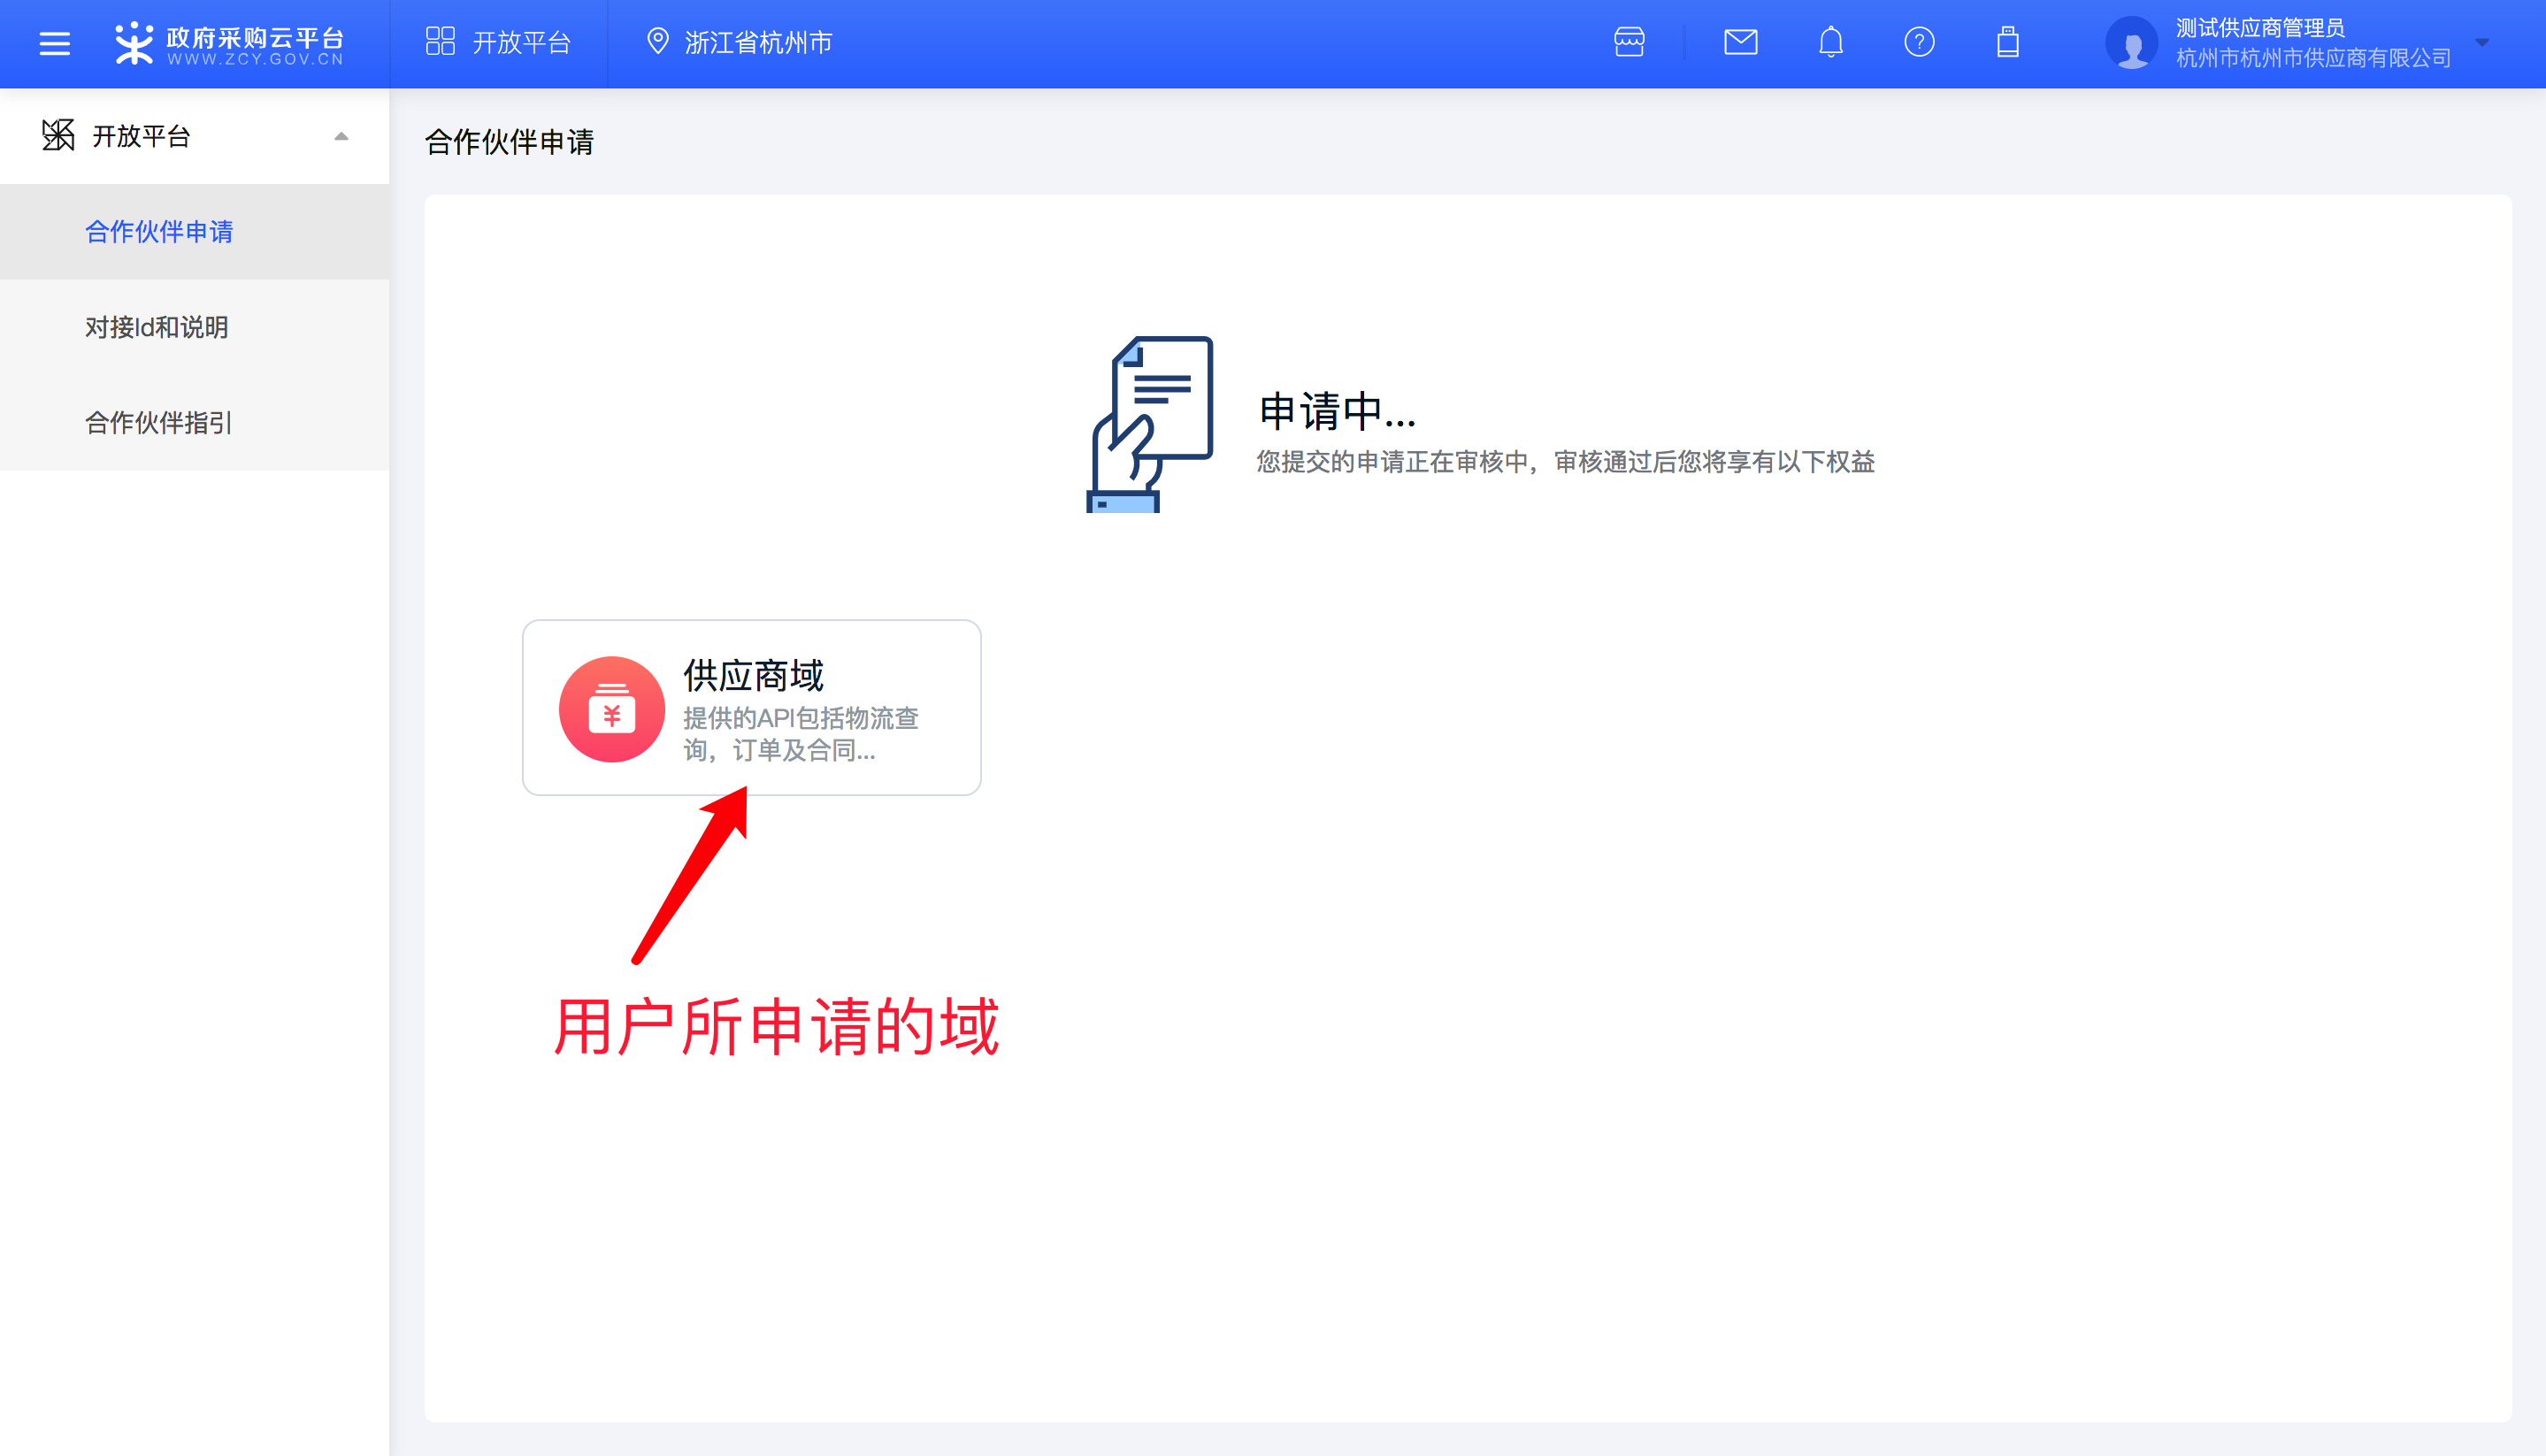 政府采购云平台
WWW.ZCY.GOV.CN
开放平台
浙江省杭州市
测试供应商管理员
杭州市杭州市供应商有限公司
开放平台
合作伙伴申请
对接Id和说明
合作伙伴指引
合作伙伴申请
申请中...
您提交的申请正在审核中，审核通过后您将享有以下权益
供应商域
提供的API包括物流查
询，订单及合同...
用户所申请的域